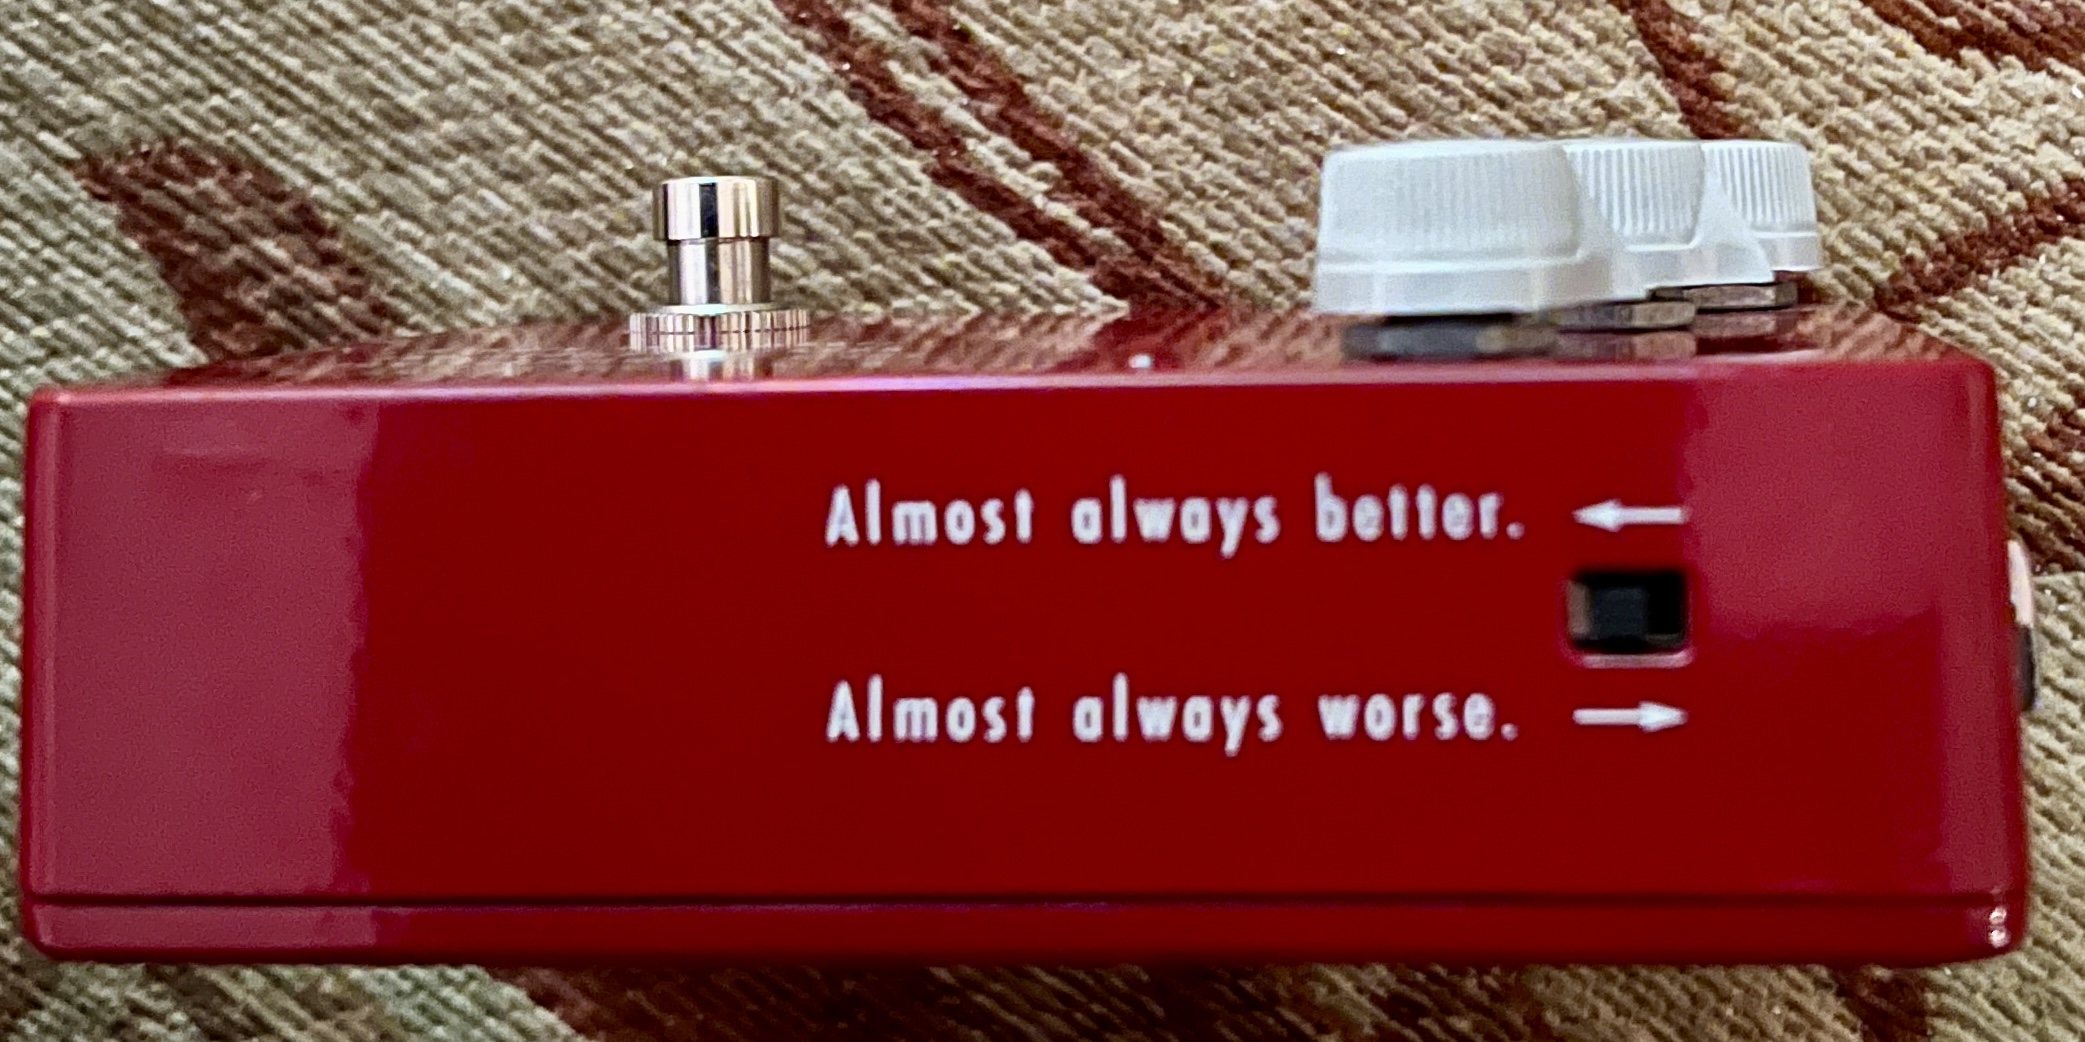 Almost always better. ←
Almost always worse. →